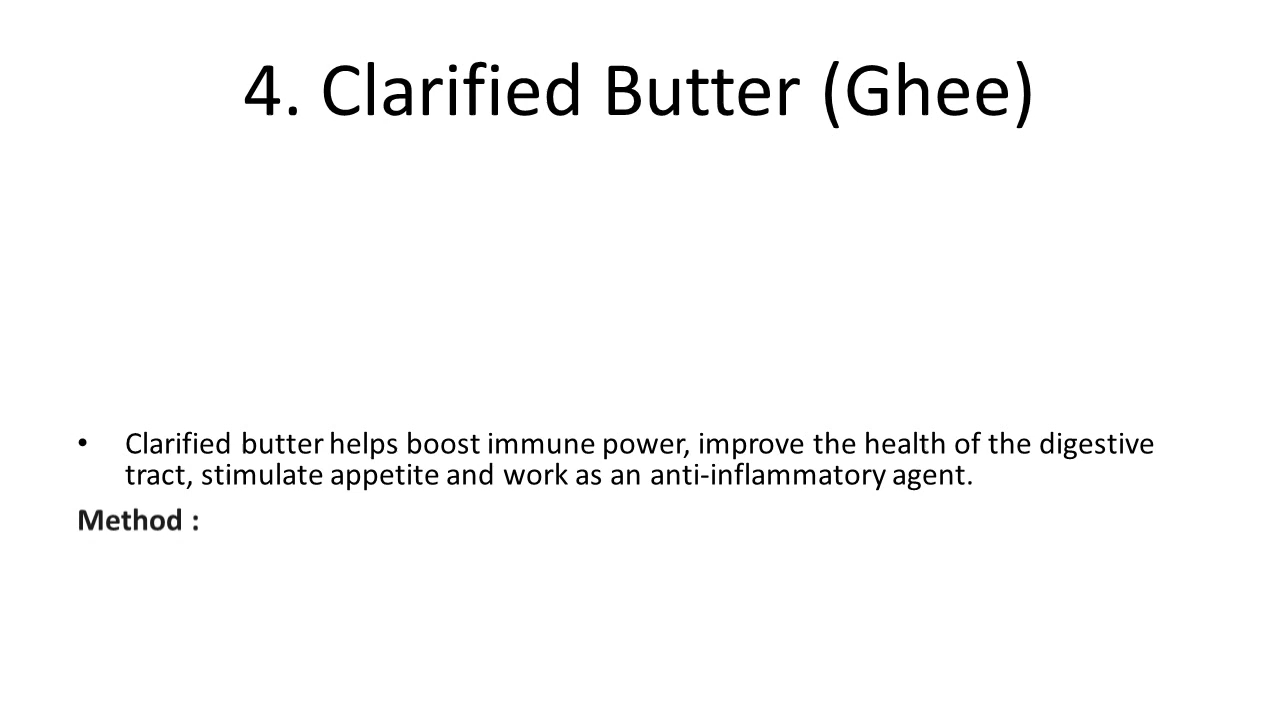 4. Clarified Butter (Ghee)
• Clarified butter helps boost immune power, improve the health of the digestive
tract, stimulate appetite and work as an anti-inflammatory agent.
Method :